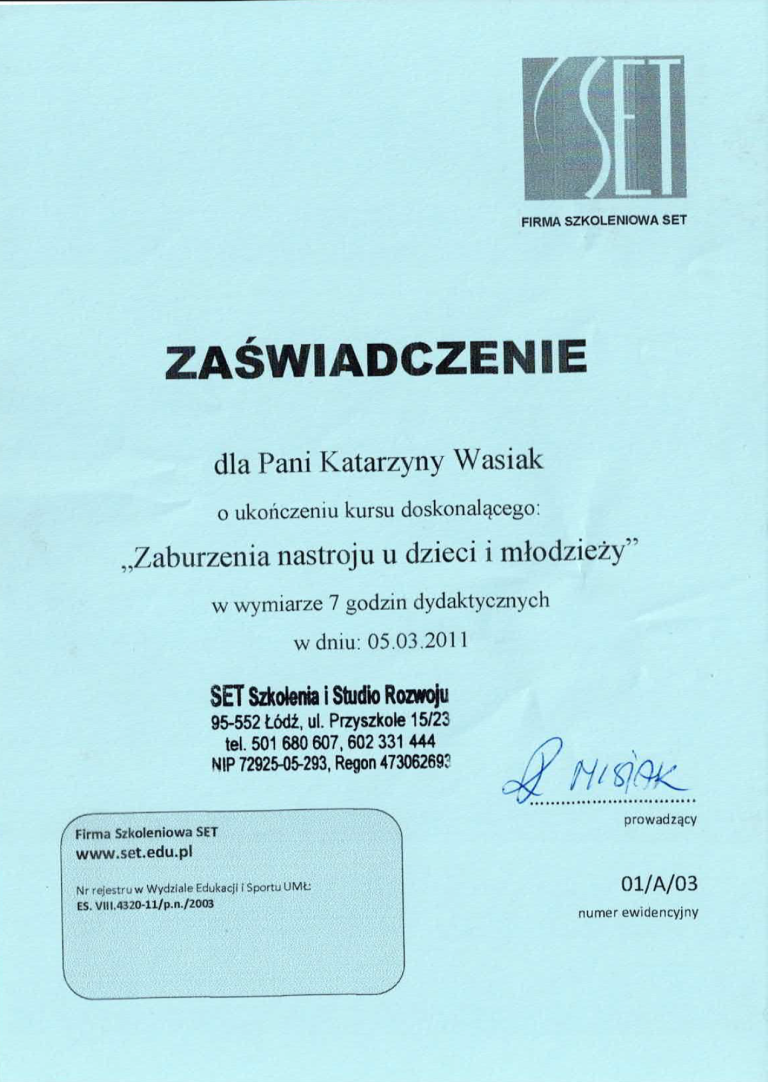 SET
FIRMA SZKOLENIOWA SET
ZAŚWIADCZENIE
dla Pani Katarzyny Wasiak
o ukończeniu kursu doskonalącego:
„Zaburzenia nastroju u dzieci i młodzieży”
w wymiarze 7 godzin dydaktycznych
w dniu: 05.03.2011
SET Szkolenia i Studio Rozwoju
95-552 Łódź, ul. Przyszkole 15/23
tel. 501 680 607, 602 331 444
NIP 72925-05-293, Regon 473062693
MISIAK
prowadzący
Firma Szkoleniowa SET
www.set.edu.pl
Nr rejestru w Wydziale Edukacji i Sportu UMŁ:
ES. VIII.4320-11/p.n./2003
01/A/03
numer ewidencyjny